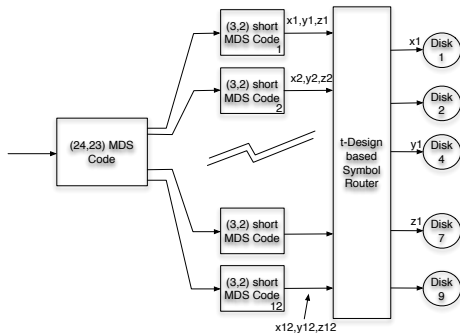 (3,2) short
MDS Code
1
x1,y1,z1
x1
Disk
1
(3,2) short
MDS Code
2
x2,y2,z2
Disk
2
(24,23) MDS
Code
t-Design
based
Symbol
Router
y1
Disk
4
(3,2) short
MDS Code
z1
Disk
7
(3,2) short
MDS Code
12
Disk
9
x12,y12,z12